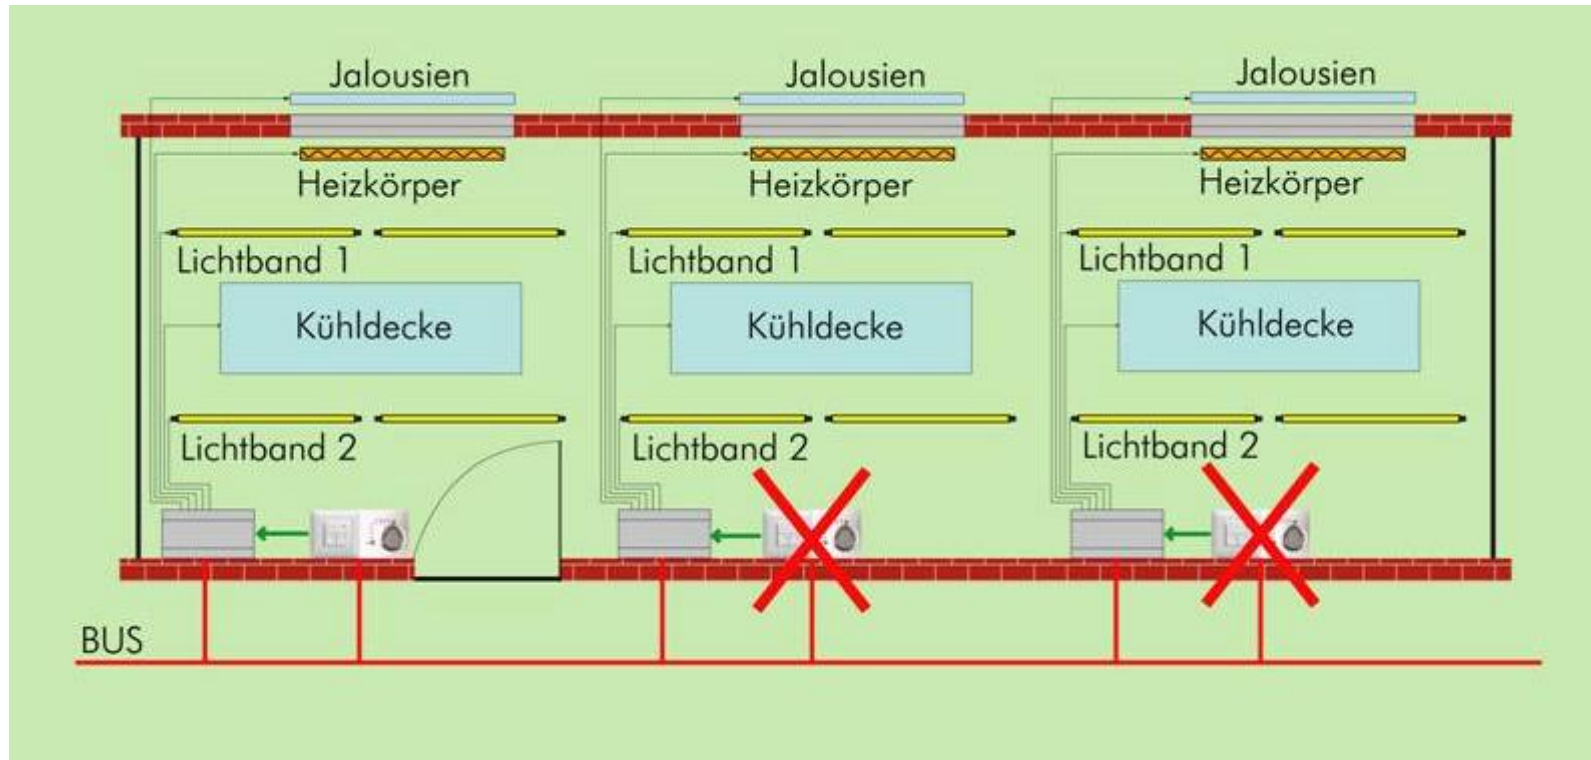 Jalousien
Jalousien
Jalousien
Heizkörper
Heizkörper
Heizkörper
Lichtband 1
Lichtband 1
Lichtband 1
Kühldecke
Kühldecke
Kühldecke
Lichtband 2
Lichtband 2
Lichtband 2
BUS